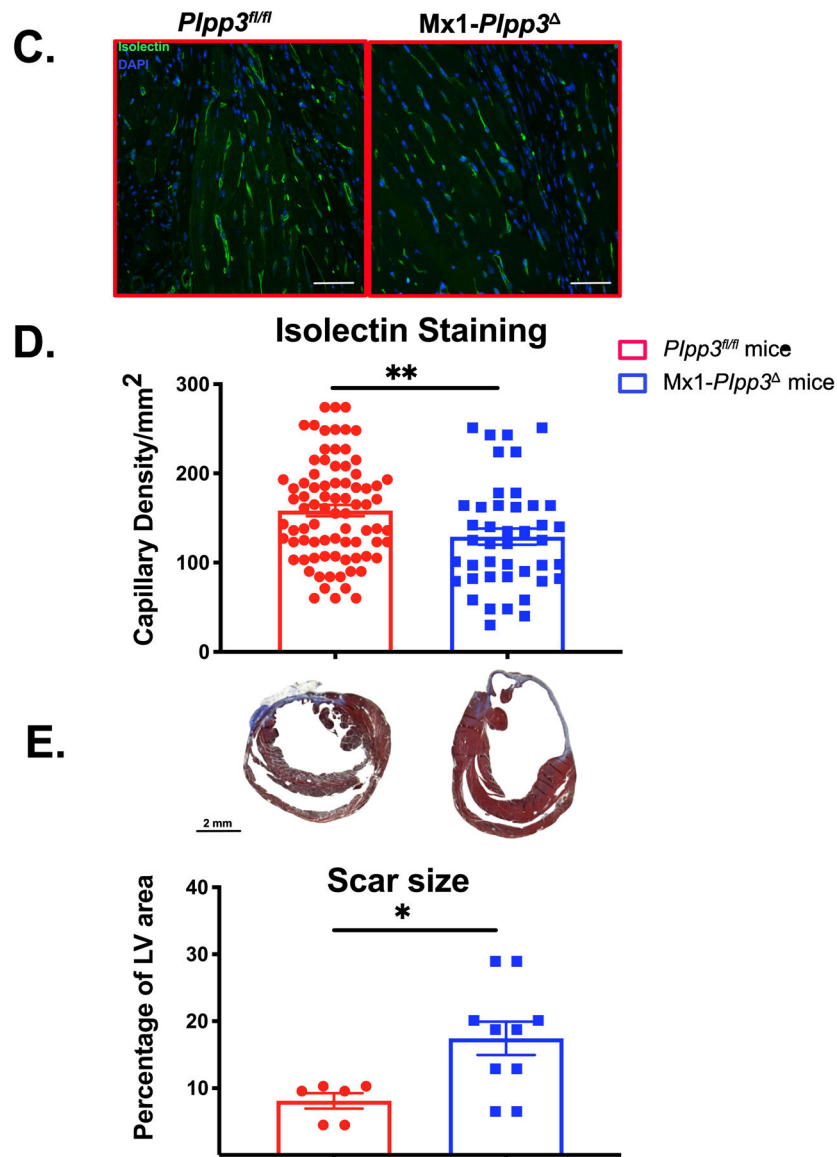 C.
Plpp3fl/fl
Mx1-Plpp3Δ
Isolectin
DAPI
D.
Isolectin Staining
Plpp3fl/fl mice
Mx1-Plpp3Δ mice
**
Capillary Density/mm2
300
200
100
0
E.
2 mm
Scar size
*
Percentage of LV area
40
30
20
10